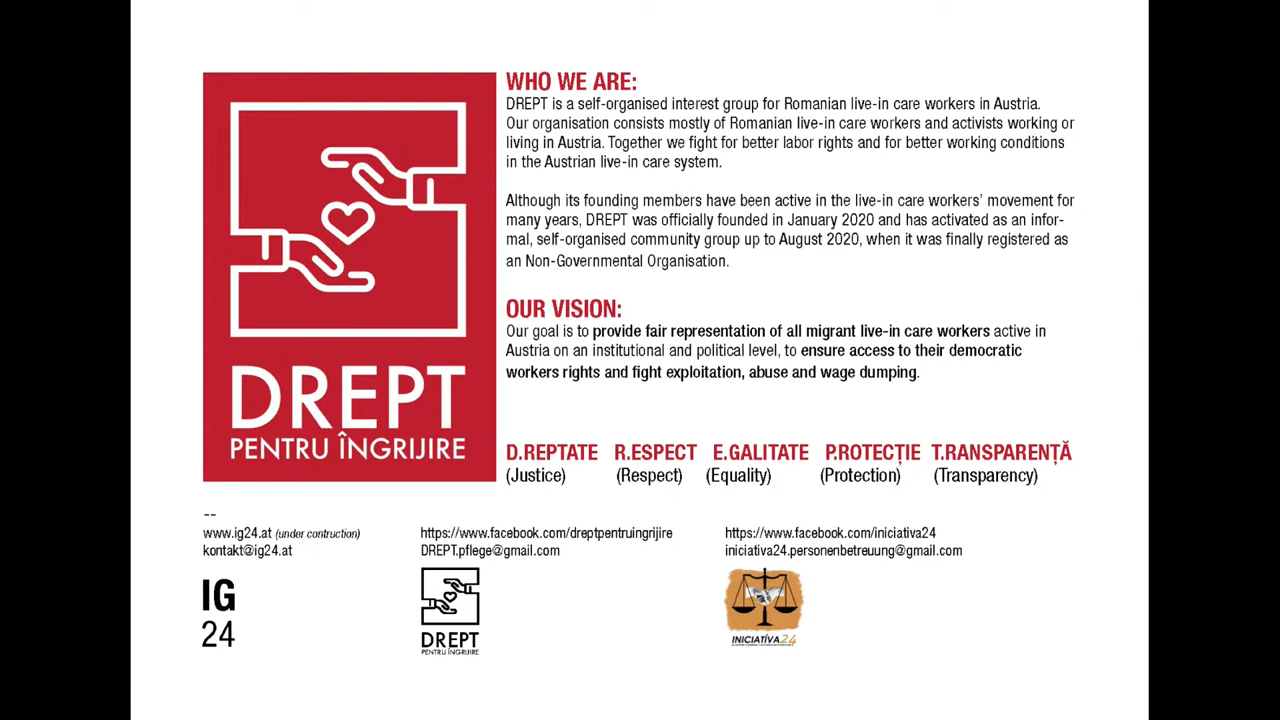 DREPT
PENTRU ÎNGRIJIRE
WHO WE ARE:
DREPT is a self-organised interest group for Romanian live-in care workers in Austria.
Our organisation consists mostly of Romanian live-in care workers and activists working or
living in Austria. Together we fight for better labor rights and for better working conditions
in the Austrian live-in care system.
Although its founding members have been active in the live-in care workers’ movement for
many years, DREPT was officially founded in January 2020 and has activated as an infor-
mal, self-organised community group up to August 2020, when it was finally registered as
an Non-Governmental Organisation.
OUR VISION:
Our goal is to provide fair representation of all migrant live-in care workers active in
Austria on an institutional and political level, to ensure access to their democratic
workers rights and fight exploitation, abuse and wage dumping.
D.REPTATE R.ESPECT E.GALITATE P.ROTECȚIE T.RANSPARENȚĂ
(Justice) (Respect) (Equality) (Protection) (Transparency)
--
www.ig24.at (under contruction)
kontakt@ig24.at
IG
24
https://www.facebook.com/dreptpentruingrijire
DREPT.pflege@gmail.com
DREPT
PENTRU ÎNGRIJIRE
https://www.facebook.com/iniciativa24
iniciativa24.personenbetreuung@gmail.com
INICIATÍVA24